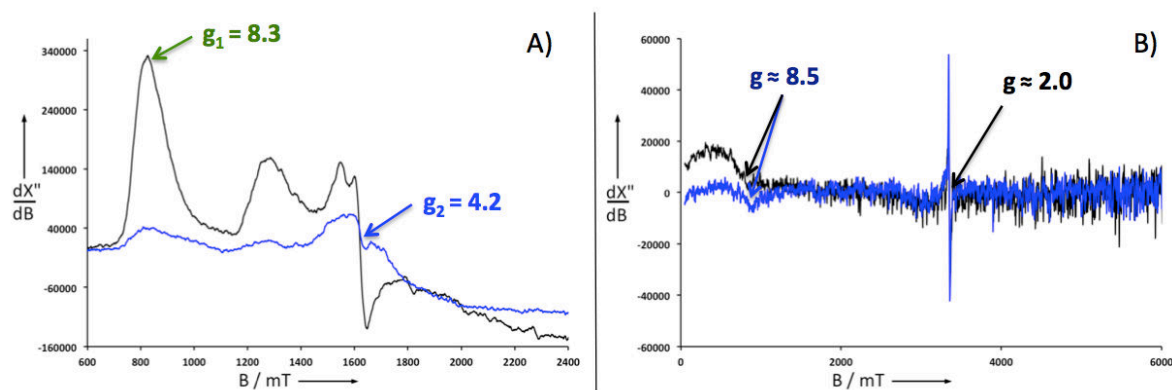 A)
g₁ = 8.3
g₂ = 4.2
340000
240000
140000
40000
-60000
-160000
dX"
dB
600 800 1000 1200 1400 1600 1800 2000 2200 2400
B / mT
B)
g ≈ 8.5
g ≈ 2.0
60000
40000
20000
0
-20000
-40000
-60000
dX"
dB
0 2000 4000 6000
B / mT